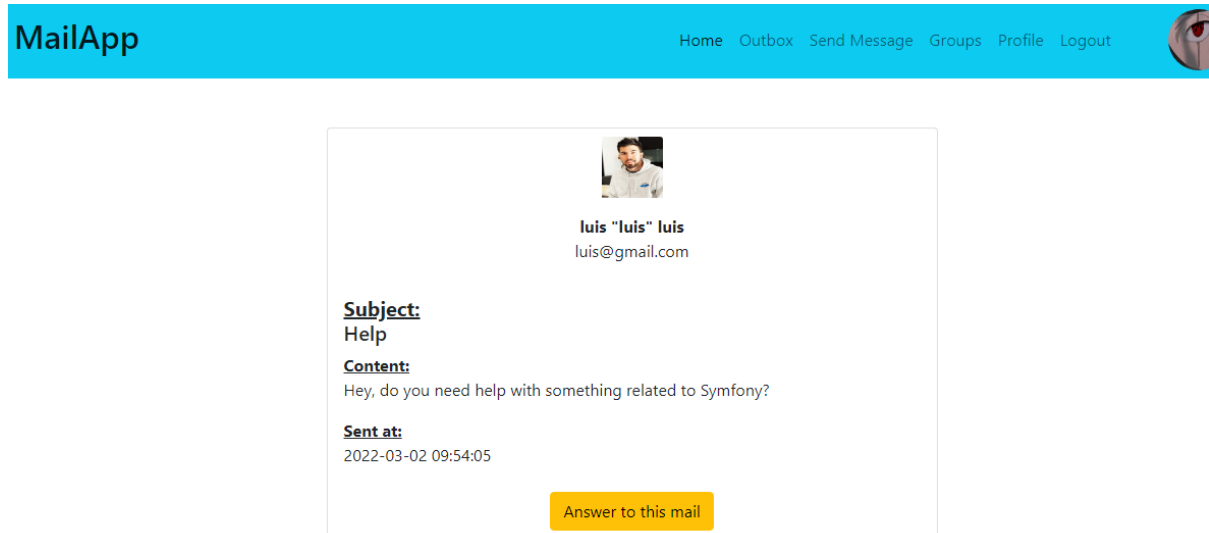 MailApp
Home Outbox Send Message Groups Profile Logout
luis "luis" luis
luis@gmail.com
Subject:
Help
Content:
Hey, do you need help with something related to Symfony?
Sent at:
2022-03-02 09:54:05
Answer to this mail